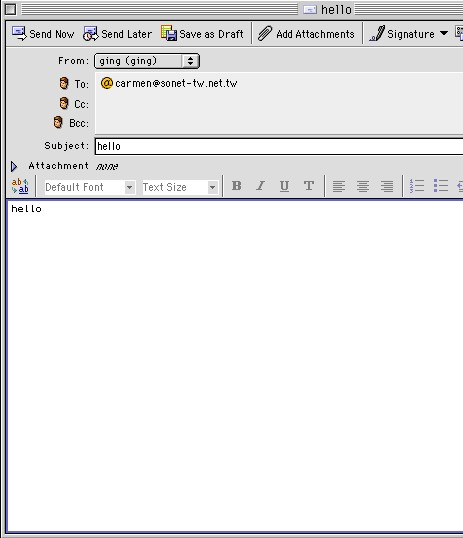 hello
Send Now Send Later Save as Draft Add Attachments Signature
From: ging (ging)
To: @carmen@sonet-tw.net.tw
Cc:
Bcc:
Subject: hello
Attachment none
Default Font Text Size B I U T
hello